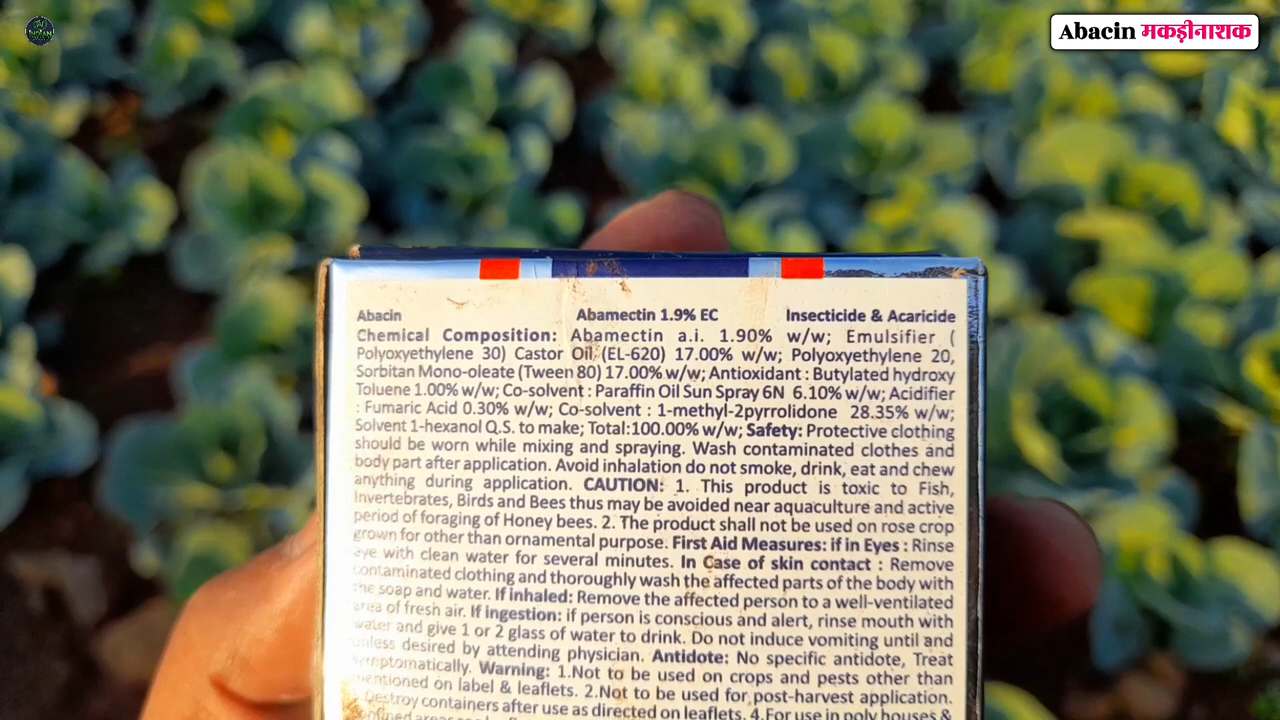 Abacin मकड़ीनाशक
INDIAN
Abacin Abamectin 1.9% EC Insecticide & Acaricide
Chemical Composition: Abamectin a.i. 1.90% w/w; Emulsifier (
Polyoxyethylene 30) Castor Oil (EL-620) 17.00% w/w; Polyoxyethylene 20,
Sorbitan Mono-oleate (Tween 80) 17.00% w/w; Antioxidant : Butylated hydroxy
Toluene 1.00% w/w; Co-solvent : Paraffin Oil Sun Spray 6N 6.10% w/w; Acidifier
: Fumaric Acid 0.30% w/w; Co-solvent : 1-methyl-2pyrrolidone 28.35% w/w;
Solvent 1-hexanol Q.S. to make; Total:100.00% w/w; Safety: Protective clothing
should be worn while mixing and spraying. Wash contaminated clothes and
body part after application. Avoid inhalation do not smoke, drink, eat and chew
anything during application. CAUTION: 1. This product is toxic to Fish,
Invertebrates, Birds and Bees thus may be avoided near aquaculture and active
period of foraging of Honey bees. 2. The product shall not be used on rose crop
grown for other than ornamental purpose. First Aid Measures: if in Eyes : Rinse
eye with clean water for several minutes. In Case of skin contact : Remove
contaminated clothing and thoroughly wash the affected parts of the body with
the soap and water. If inhaled: Remove the affected person to a well-ventilated
area of fresh air. If ingestion: if person is conscious and alert, rinse mouth with
water and give 1 or 2 glass of water to drink. Do not induce vomiting until and
unless desired by attending physician. Antidote: No specific antidote, Treat
symptomatically. Warning: 1.Not to be used on crops and pests other than
mentioned on label & leaflets. 2.Not to be used for post-harvest application.
Destroy containers after use as directed on leaflets. 4.For use in poly houses &
confined areas